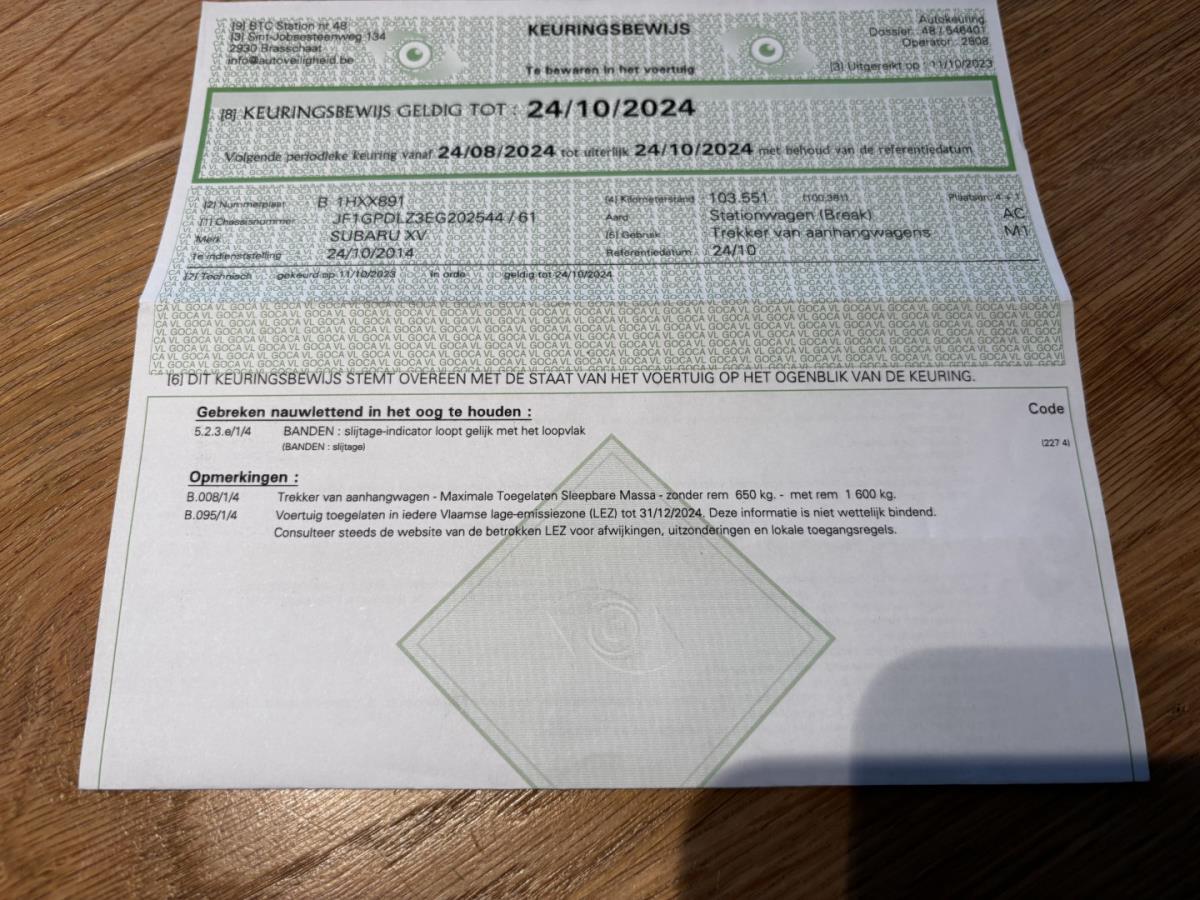 [9] BTC Station nr 48
[3] Sint-Jobsesteenweg 134
2930 Brasschaat
info@autoveiligheid.be
KEURINGSBEWIJS
Te bewaren in het voertuig
Autokeuring
Dossier: 48 / 546401
Operator: 2808
[3] Uitgereikt op : 11/10/2023
[8] KEURINGSBEWIJS GELDIG TOT : 24/10/2024
Volgende periodieke keuring vanaf 24/08/2024 tot uiterlijk 24/10/2024 met behoud van de referentiedatum
[2] Nummerplaat B 1HXX891 [4] Kilometerstand : 103.551 Plaatsen: 4 + 1
[1] Chassisnummer JF1GPDLZ3EG202544 / 61 Aard : Stationwagen (Break) AC
Merk SUBARU XV [5] Gebruik : Trekker van aanhangwagens M1
1e indienststelling 24/10/2014 Referentiedatum : 24/10
[7] Technisch gekeurd op 11/10/2023 In orde geldig tot 24/10/2024
[6] DIT KEURINGSBEWIJS STEMT OVEREEN MET DE STAAT VAN HET VOERTUIG OP HET OGENBLIK VAN DE KEURING.
Gebreken nauwlettend in het oog te houden : Code
5.2.3.e/1/4 BANDEN : slijtage-indicator loopt gelijk met het loopvlak
(BANDEN : slijtage) (227 4)
Opmerkingen :
B.008/1/4 Trekker van aanhangwagen - Maximale Toegelaten Sleepbare Massa - zonder rem 650 kg. - met rem 1 600 kg.
B.095/1/4 Voertuig toegelaten in iedere Vlaamse lage-emissiezone (LEZ) tot 31/12/2024. Deze informatie is niet wettelijk bindend.
Consulteer steeds de website van de betrokken LEZ voor afwijkingen, uitzonderingen en lokale toegangsregels.